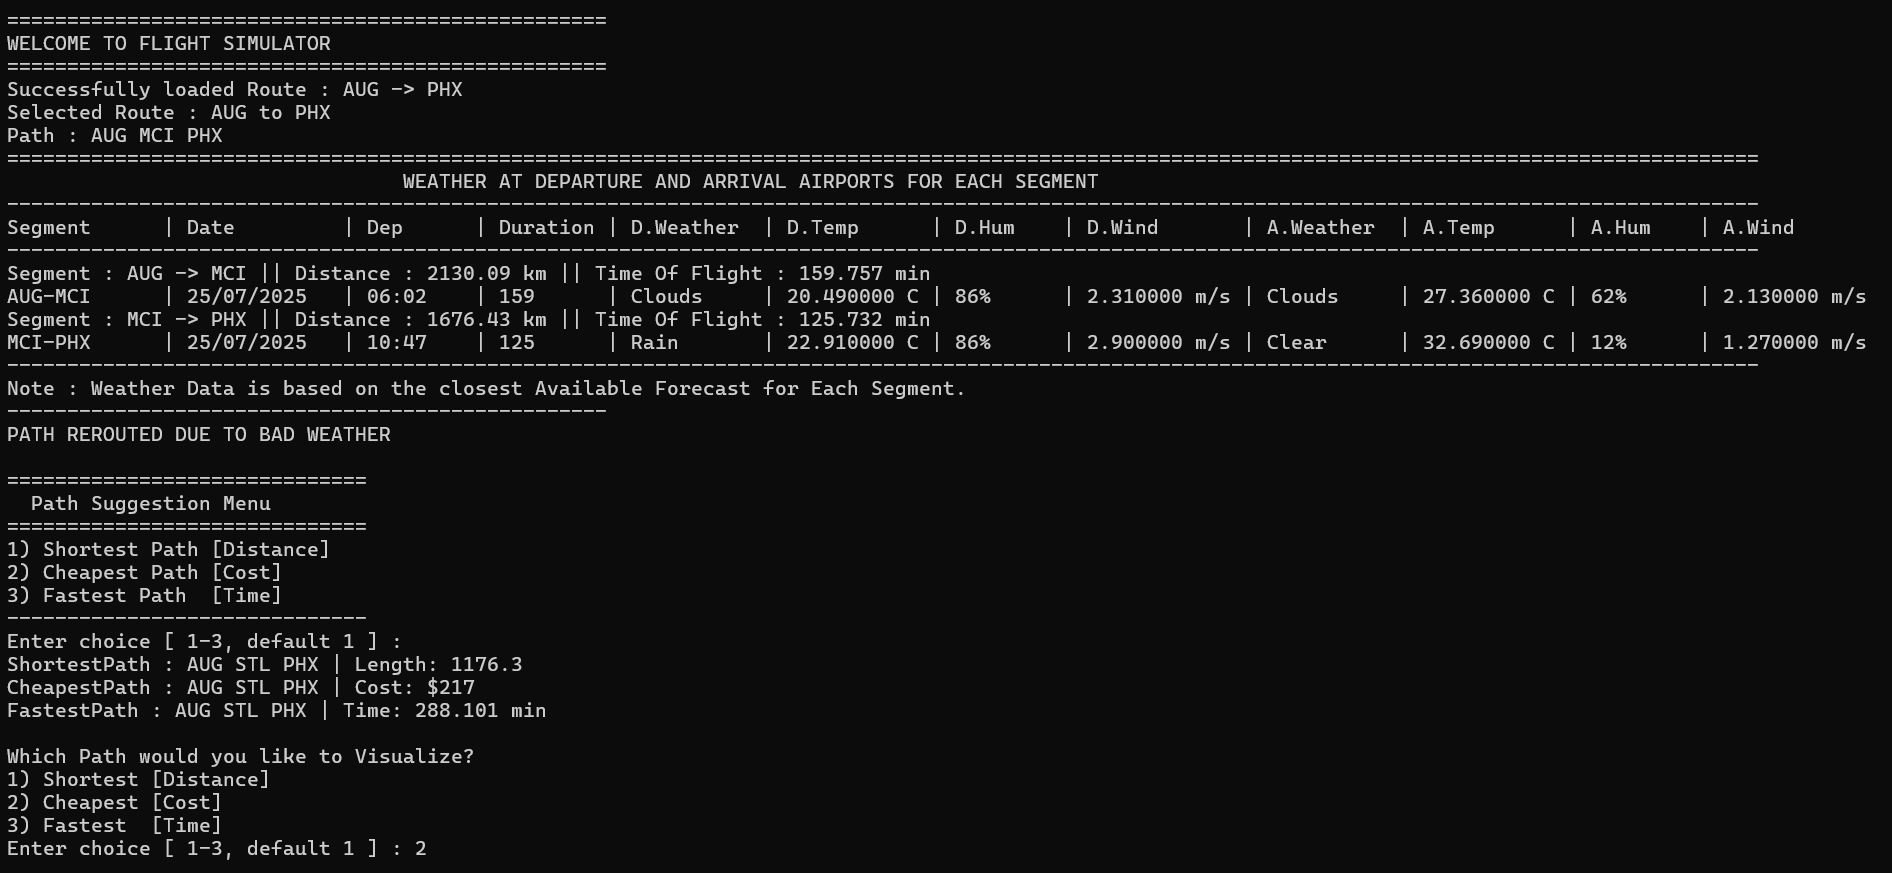 ==================================================
WELCOME TO FLIGHT SIMULATOR
==================================================
Successfully loaded Route : AUG -> PHX
Selected Route : AUG to PHX
Path : AUG MCI PHX
==================================================================================================================================================
                                 WEATHER AT DEPARTURE AND ARRIVAL AIRPORTS FOR EACH SEGMENT
--------------------------------------------------------------------------------------------------------------------------------------------------
Segment      | Date         | Dep      | Duration | D.Weather  | D.Temp      | D.Hum    | D.Wind       | A.Weather  | A.Temp      | A.Hum    | A.Wind
--------------------------------------------------------------------------------------------------------------------------------------------------
Segment : AUG -> MCI || Distance : 2130.09 km || Time Of Flight : 159.757 min
AUG-MCI      | 25/07/2025   | 06:02    | 159      | Clouds     | 20.490000 C | 86%      | 2.310000 m/s | Clouds     | 27.360000 C | 62%      | 2.130000 m/s
Segment : MCI -> PHX || Distance : 1676.43 km || Time Of Flight : 125.732 min
MCI-PHX      | 25/07/2025   | 10:47    | 125      | Rain       | 22.910000 C | 86%      | 2.900000 m/s | Clear      | 32.690000 C | 12%      | 1.270000 m/s
--------------------------------------------------------------------------------------------------------------------------------------------------
Note : Weather Data is based on the closest Available Forecast for Each Segment.
--------------------------------------------------
PATH REROUTED DUE TO BAD WEATHER

==============================
  Path Suggestion Menu
==============================
1) Shortest Path [Distance]
2) Cheapest Path [Cost]
3) Fastest Path  [Time]
------------------------------
Enter choice [ 1-3, default 1 ] :
ShortestPath : AUG STL PHX | Length: 1176.3
CheapestPath : AUG STL PHX | Cost: $217
FastestPath : AUG STL PHX | Time: 288.101 min

Which Path would you like to Visualize?
1) Shortest [Distance]
2) Cheapest [Cost]
3) Fastest  [Time]
Enter choice [ 1-3, default 1 ] : 2